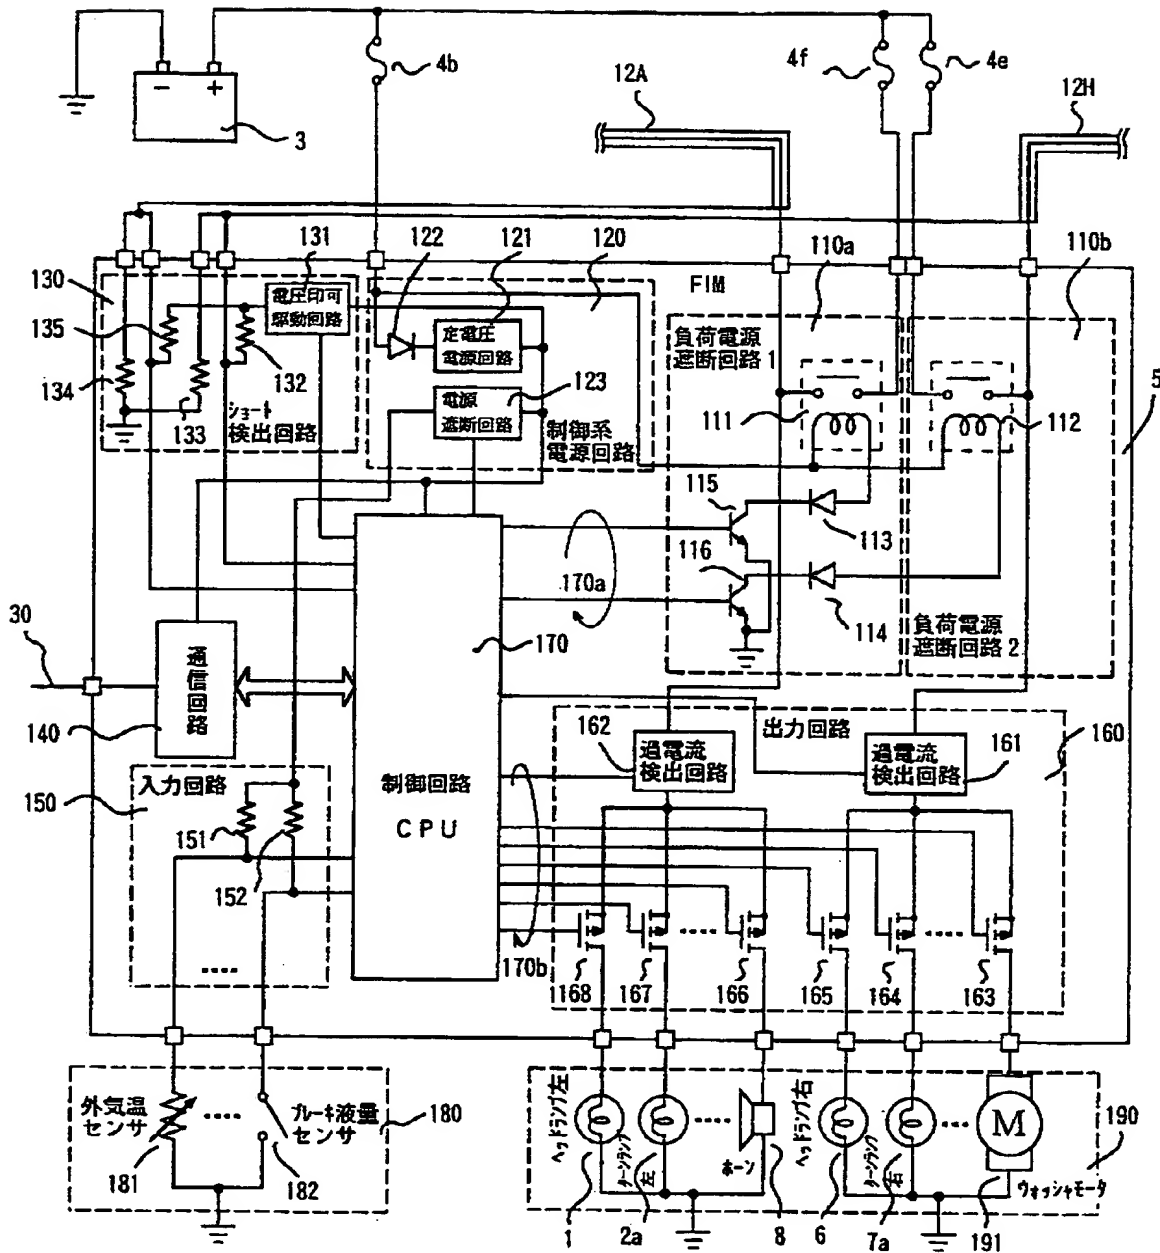 4b
4f
4e
12A
12H
− +
3
131
122
121
120
110a
110b
130
電圧印可
駆動回路
FIM
135
定電圧
電源回路
負荷電源
遮断回路1
5
134
132
電源
遮断回路
123
111
112
133
ショート
検出回路
制御系
電源回路
115
113
116
170a
114
負荷電源
遮断回路2
30
通信回路
170
140
162
出力回路
161
160
過電流
検出回路
過電流
検出回路
入力回路
150
制御回路
CPU
151
152
170b
168
167
166
165
164
163
外気温
センサ
ブレーキ液量
センサ
180
181
182
ヘッドランプ左
ターンランプ
左
ホーン
ヘッドランプ右
ターンランプ
右
M
190
ウォッシャモータ
1
2a
8
6
7a
191